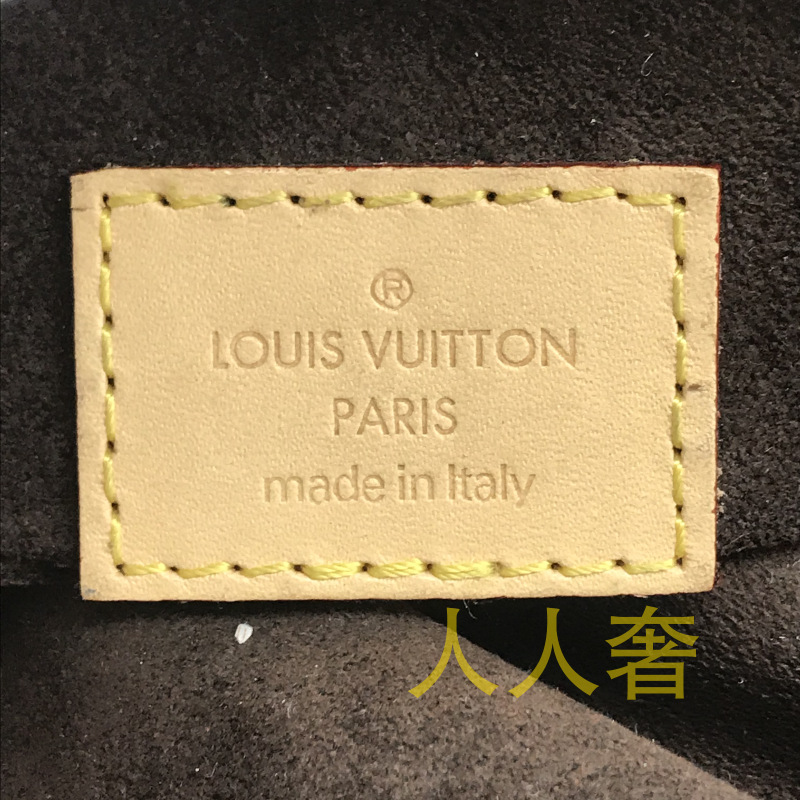 ®
LOUIS VUITTON
PARIS
made in Italy
人人奢